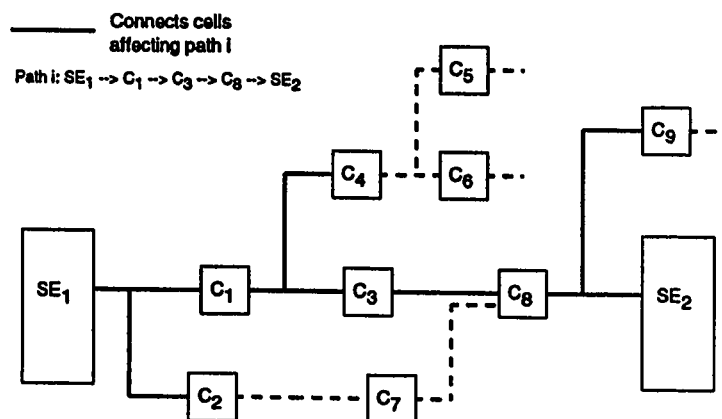 Connects cells
affecting path i
Path i: SE1 --> C1 --> C3 --> C8 --> SE2
C5
C9
C4
C6
SE1
C1
C3
C8
SE2
C2
C7